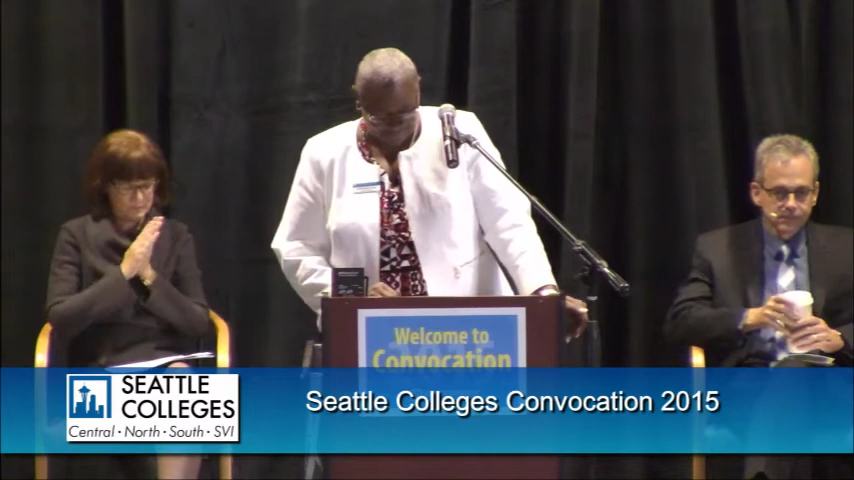 Welcome to
Convocation
SEATTLE
COLLEGES
Central · North · South · SVI
Seattle Colleges Convocation 2015